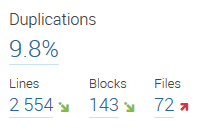 Duplications
9.8%
Lines Blocks Files
2 554 143 72